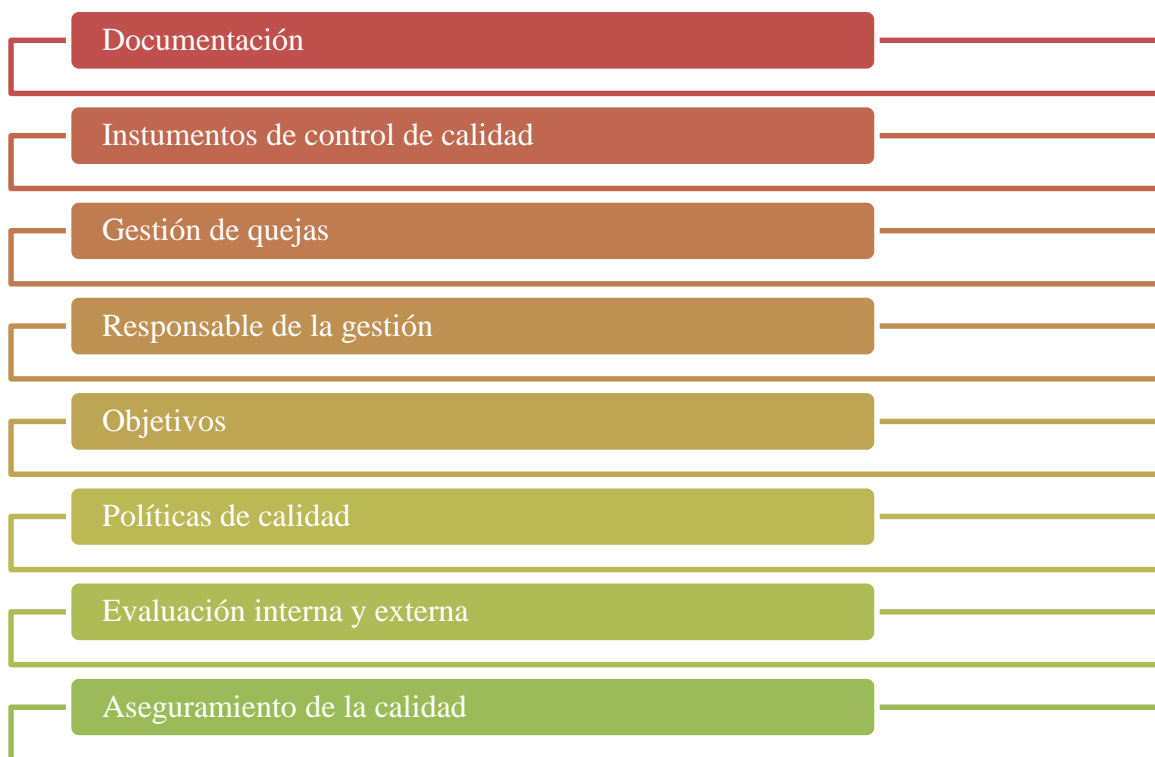 Documentación
Instumentos de control de calidad
Gestión de quejas
Responsable de la gestión
Objetivos
Políticas de calidad
Evaluación interna y externa
Aseguramiento de la calidad